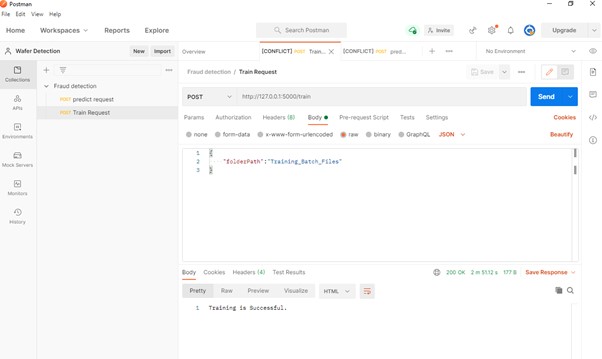 Postman
File Edit View Help
Home Workspaces Reports Explore
Search Postman
Invite
Upgrade
Wafer Detection New Import
Overview
[CONFLICT] POST Train...
[CONFLICT] POST pred...
No Environment
Collections
APIs
Environments
Mock Servers
Monitors
History
Fraud detection
POST predict request
POST Train Request
Fraud detection / Train Request
Save
POST http://127.0.0.1:5000/train
Send
Params Authorization Headers (8) Body Pre-request Script Tests Settings
Cookies
none form-data x-www-form-urlencoded raw binary GraphQL JSON
Beautify
1 {
2 "folderPath":"Training_Batch_Files"
3 }
Body Cookies Headers (4) Test Results
200 OK 2 m 51.12 s 177 B Save Response
Pretty Raw Preview Visualize HTML
1 Training is Successful.